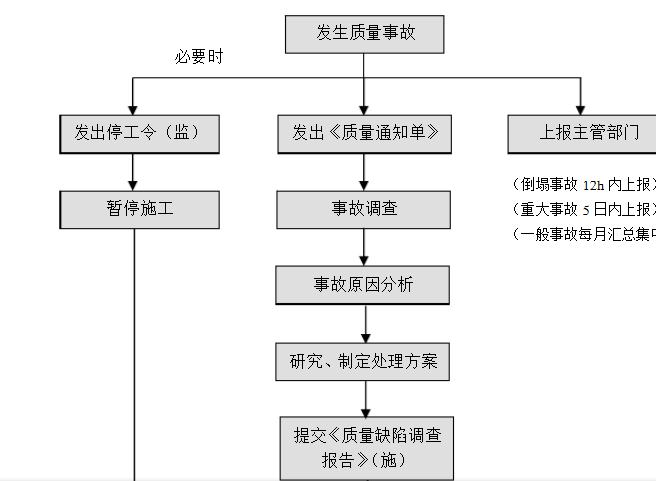 发生质量事故
必要时
发出停工令（监）
发出《质量通知单》
上报主管部门
暂停施工
事故调查
（倒塌事故 12h 内上报）
（重大事故 5 日内上报）
（一般事故每月汇总集中
事故原因分析
研究、制定处理方案
提交《质量缺陷调查
报告》（施）